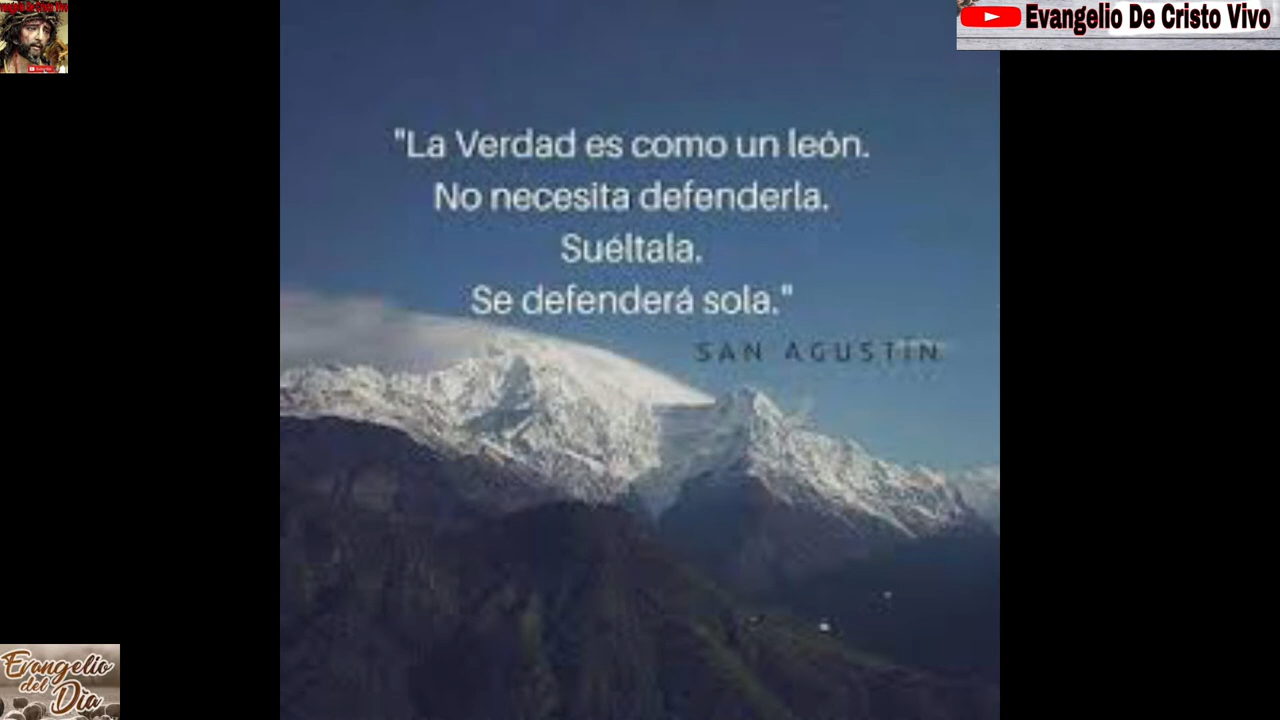 Evangelio De Cristo Vivo
"La Verdad es como un león.
No necesita defenderla.
Suéltala.
Se defenderá sola."
SAN AGUSTÍN
Evangelio
del Día